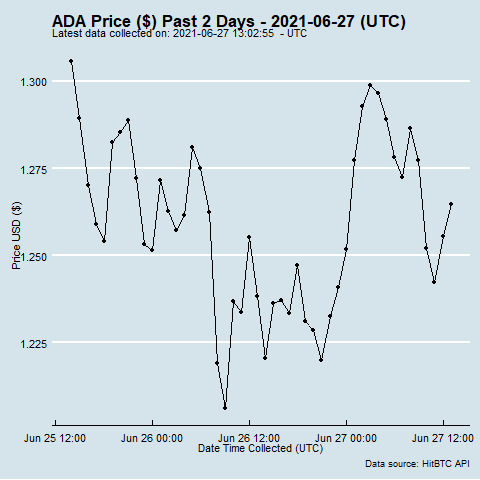 ADA Price ($) Past 2 Days - 2021-06-27 (UTC)
Latest data collected on: 2021-06-27 13:02:55  - UTC
1.300
1.275
1.250
1.225
Price USD ($)
Jun 25 12:00 Jun 26 00:00 Jun 26 12:00 Jun 27 00:00 Jun 27 12:00
Date Time Collected (UTC)
Data source: HitBTC API